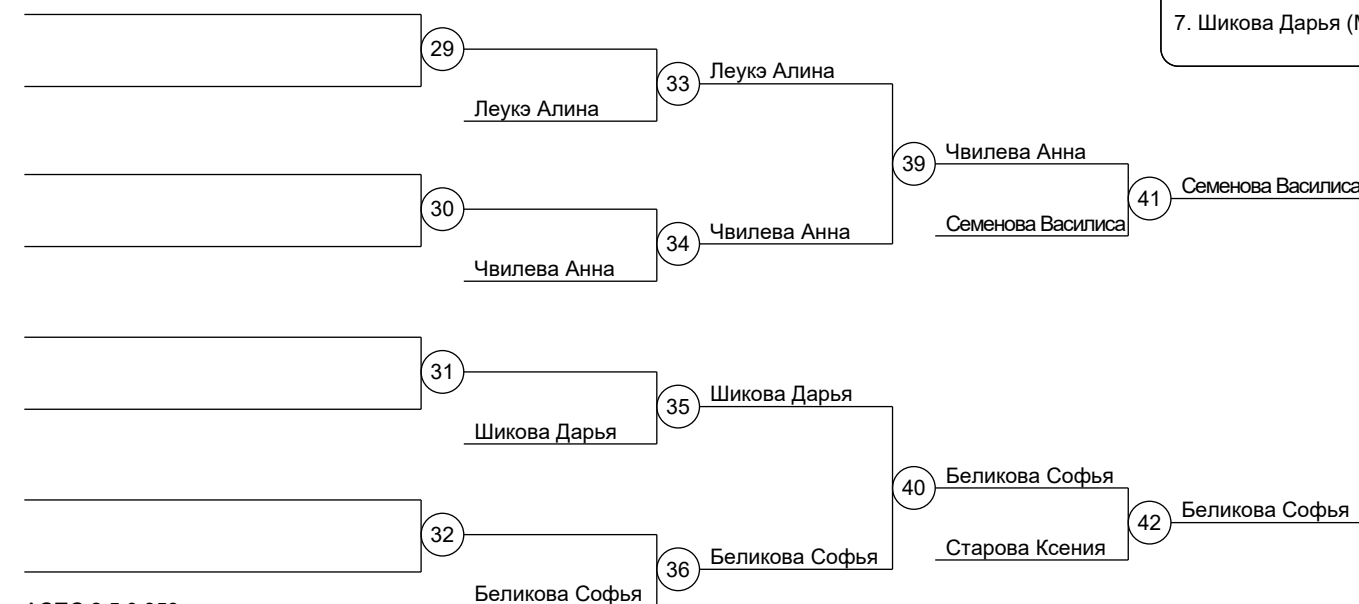 7. Шикова Дарья
29
33
Леукэ Алина
Леукэ Алина
39
Чвилева Анна
41
Семенова Василиса
30
34
Чвилева Анна
Семенова Василиса
Чвилева Анна
31
35
Шикова Дарья
Шикова Дарья
40
Беликова Софья
42
Беликова Софья
32
36
Беликова Софья
Старова Ксения
Беликова Софья